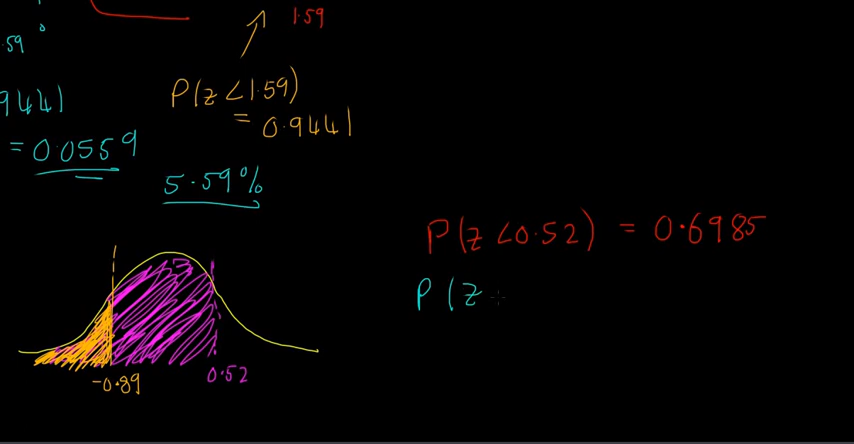 1.59
.59
P(z<1.59)
= 0.9441
9441)
= 0.0559
5.59%
P(z<0.52) = 0.6985
P(z
-0.89
0.52